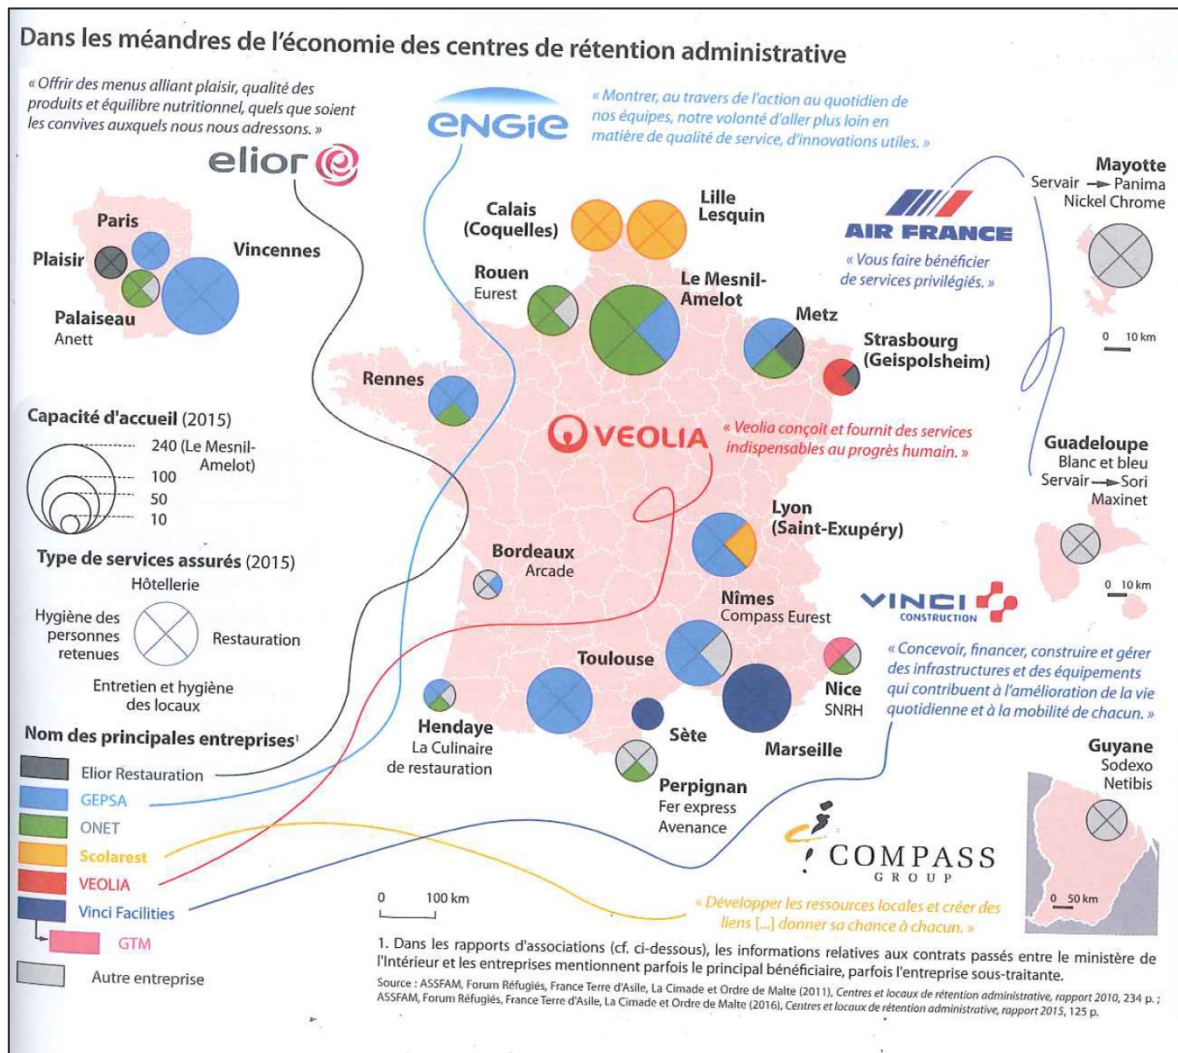 Dans les méandres de l'économie des centres de rétention administrative
« Offrir des menus alliant plaisir, qualité des
produits et équilibre nutritionnel, quels que soient
les convives auxquels nous nous adressons. »
elior
ENGiE
« Montrer, au travers de l'action au quotidien de
nos équipes, notre volonté d'aller plus loin en
matière de qualité de service, d'innovations utiles. »
AIR FRANCE
« Vous faire bénéficier
de services privilégiés. »
Mayotte
Servair → Panima
Nickel Chrome
0 10 km
Paris
Plaisir
Vincennes
Palaiseau
Anett
Calais
(Coquelles)
Lille
Lesquin
Rouen
Eurest
Le Mesnil-
Amelot
Metz
Strasbourg
(Geispolsheim)
Rennes
VEOLIA
« Veolia conçoit et fournit des services
indispensables au progrès humain. »
Guadeloupe
Blanc et bleu
Servair → Sori
Maxinet
0 10 km
Capacité d'accueil (2015)
240 (Le Mesnil-
Amelot)
100
50
10
Type de services assurés (2015)
Hôtellerie
Hygiène des
personnes
retenues
Restauration
Entretien et hygiène
des locaux
Lyon
(Saint-Exupéry)
Bordeaux
Arcade
Nîmes
Compass Eurest
Toulouse
Hendaye
La Culinaire
de restauration
Sète
Marseille
Nice
SNRH
Perpignan
Fer express
Avenance
VINCI
CONSTRUCTION
« Concevoir, financer, construire et gérer
des infrastructures et des équipements
qui contribuent à l'amélioration de la vie
quotidienne et à la mobilité de chacun. »
Guyane
Sodexo
Netibis
0 50 km
Nom des principales entreprises¹
Elior Restauration
GEPSA
ONET
Scolarest
VEOLIA
Vinci Facilities
GTM
Autre entreprise
0 100 km
COMPASS
GROUP
« Développer les ressources locales et créer des
liens [...] donner sa chance à chacun. »
1. Dans les rapports d'associations (cf. ci-dessous), les informations relatives aux contrats passés entre le ministère de
l'Intérieur et les entreprises mentionnent parfois le principal bénéficiaire, parfois l'entreprise sous-traitante.
Source : ASSFAM, Forum Réfugiés, France Terre d'Asile, La Cimade et Ordre de Malte (2011), Centres et locaux de rétention administrative, rapport 2010, 234 p. ;
ASSFAM, Forum Réfugiés, France Terre d'Asile, La Cimade et Ordre de Malte (2016), Centres et locaux de rétention administrative, rapport 2015, 125 p.